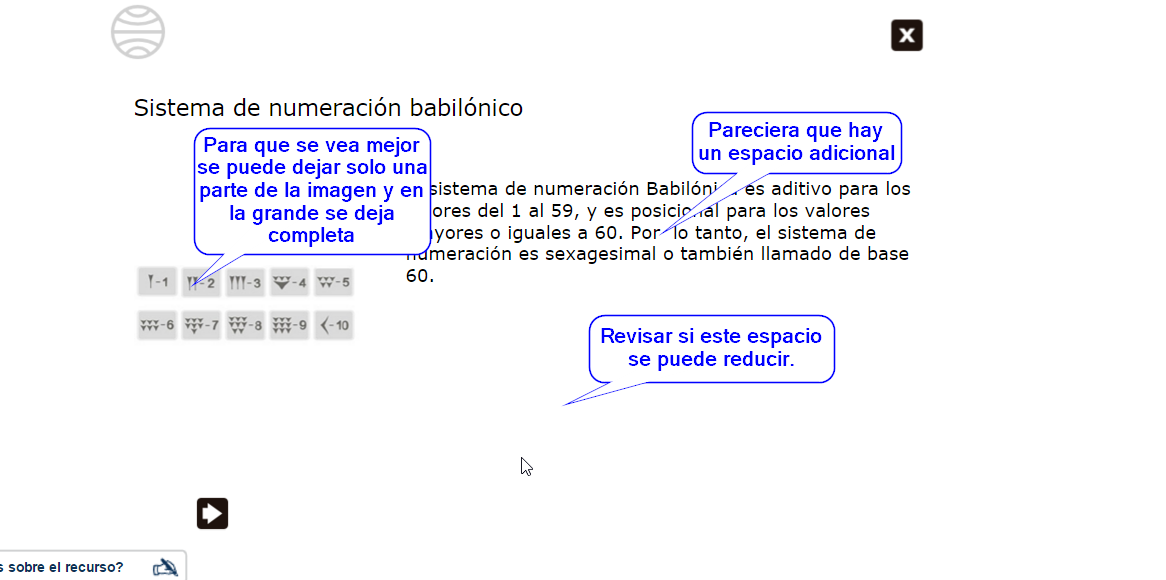 Sistema de numeración babilónico
Para que se vea mejor
se puede dejar solo una
parte de la imagen y en
la grande se deja
completa
Pareciera que hay
un espacio adicional
sistema de numeración es aditivo para los
del 1 al 59, y es para los valores
o iguales a 60. Por lo tanto, el sistema de
numeración es sexagesimal o también llamado de base
60.
-1 -2 -3 -4 -5
-6 -7 -8 -9 -10
Revisar si este espacio
se puede reducir.
sobre el recurso?